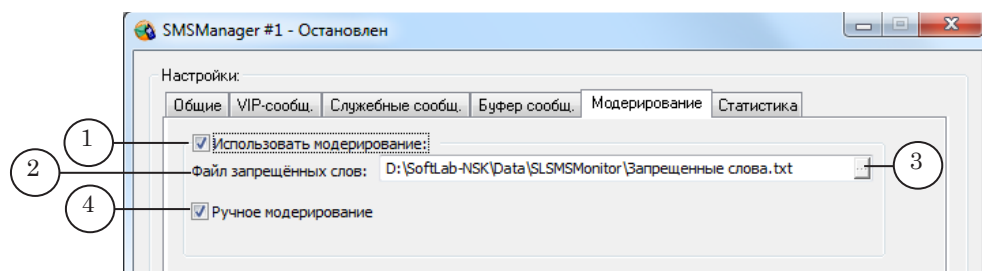 SMSManager #1 - Остановлен
Настройки:
Общие VIP-сообщ. Служебные сообщ. Буфер сообщ. Модерирование Статистика
1 Использовать модерирование:
2 Файл запрещённых слов: D:\SoftLab-NSK\Data\SLSMSMonitor\Запрещенные слова.txt ... 3
4 Ручное модерирование